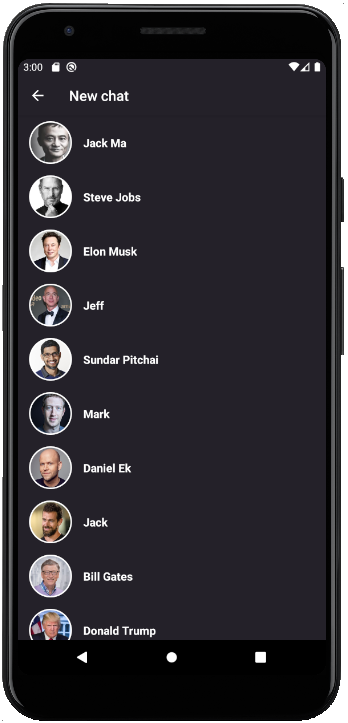 3:00
New chat
Jack Ma
Steve Jobs
Elon Musk
Jeff
Sundar Pitchai
Mark
Daniel Ek
Jack
Bill Gates
Donald Trump